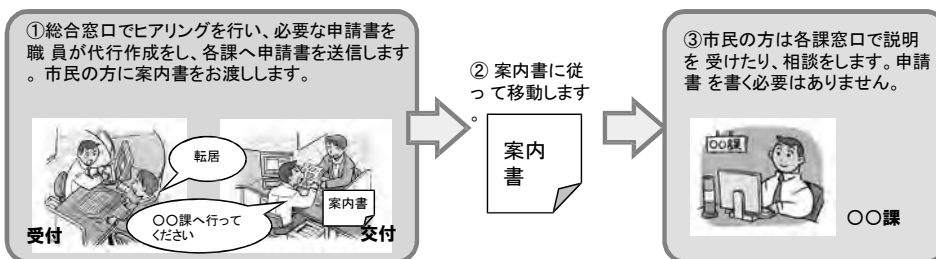 ①総合窓口でヒアリングを行い、必要な申請書を
職 員が代行作成をし、各課へ申請書を送信します
。 市民の方に案内書をお渡しします。
転居
〇〇課へ行って
ください
案内書
受付
交付
② 案内書に従
っ て移動します
。
案内
書
③市民の方は各課窓口で説明
を 受けたり、相談をします。申請
書 を書く必要はありません。
〇〇課
〇〇課